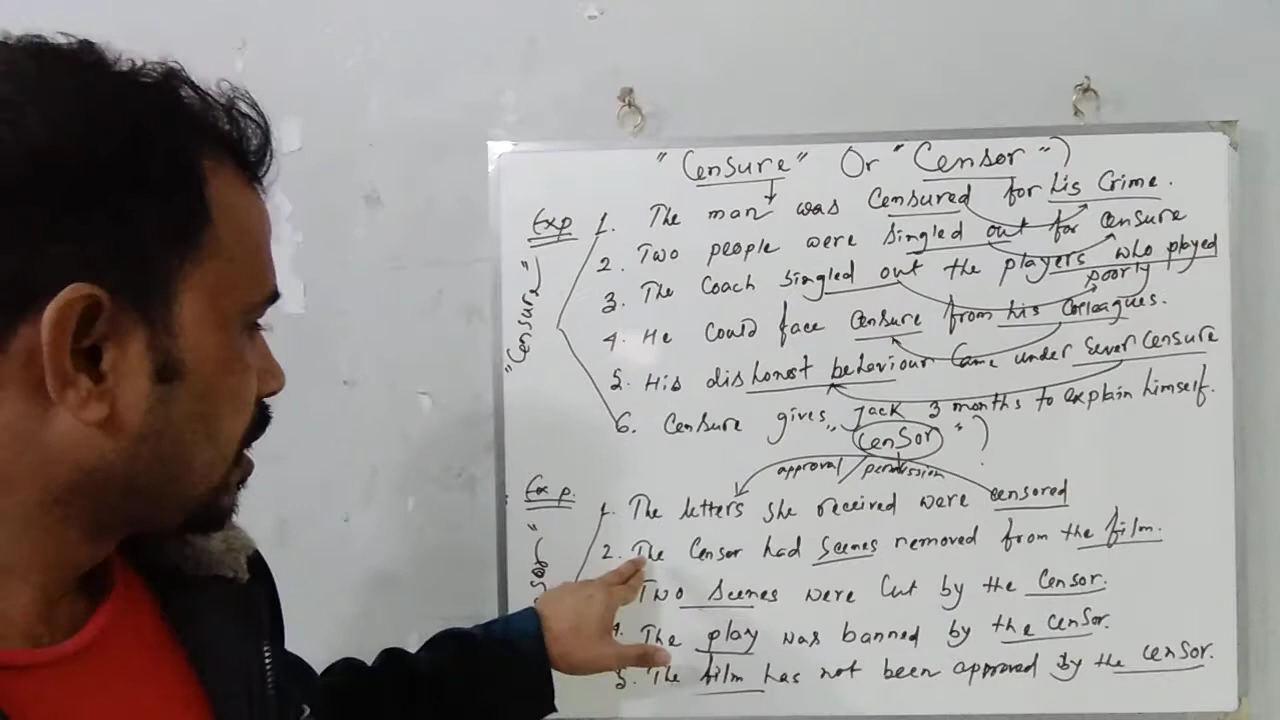 "Censure" Or "Censor")
Exp
"Censure"
1. The man was Censured for his Crime.
2. Two people were Singled out for censure
3. The Coach Singled out the players who played poorly
4. He Could face Censure from his Colleagues.
5. His dishonest behaviour Came under Sever Censure
6. Censure gives Jack 3 months to explain himself.
"Censor")
approval/permission
Exp.
1. The letters she received were censored
2. The Censor had Scenes removed from the film.
Two Scenes were Cut by the Censor.
4. The play was banned by the censor.
5. The film has not been approved by the censor.